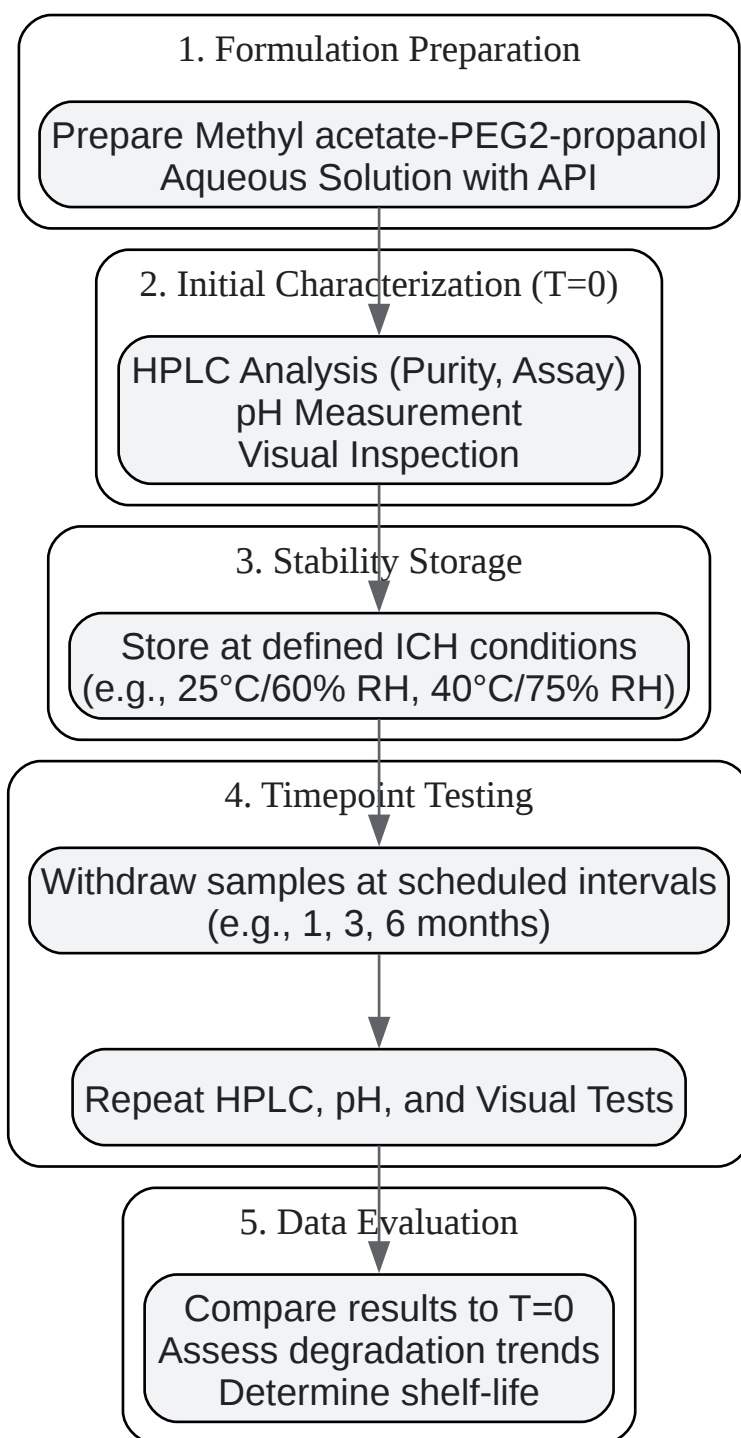 1. Formulation Preparation
Prepare Methyl acetate-PEG2-propanol
Aqueous Solution with API
2. Initial Characterization (T=0)
HPLC Analysis (Purity, Assay)
pH Measurement
Visual Inspection
3. Stability Storage
Store at defined ICH conditions
(e.g., 25°C/60% RH, 40°C/75% RH)
4. Timepoint Testing
Withdraw samples at scheduled intervals
(e.g., 1, 3, 6 months)
Repeat HPLC, pH, and Visual Tests
5. Data Evaluation
Compare results to T=0
Assess degradation trends
Determine shelf-life